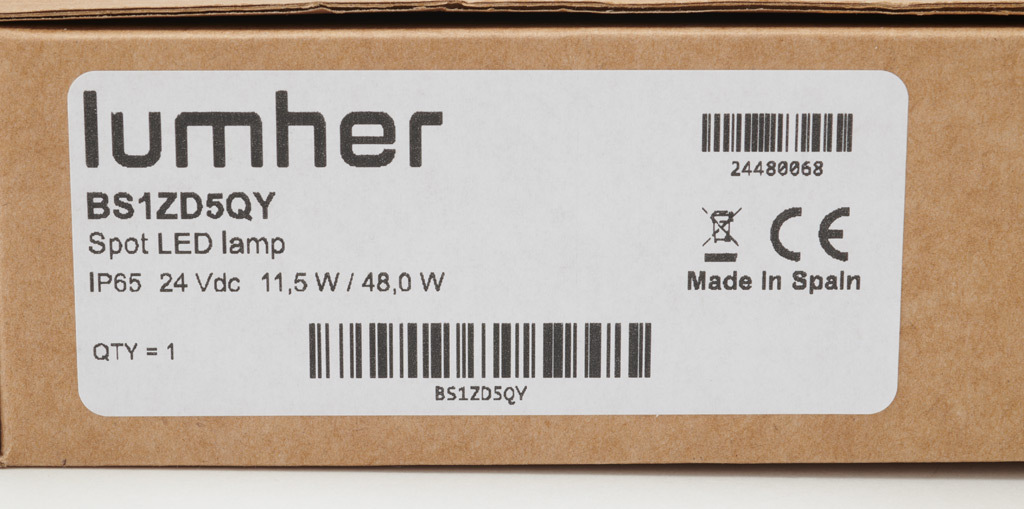 lumher
24480068
BS1ZD5QY
Spot LED lamp
IP65 24 Vdc 11,5 W / 48,0 W
CE
Made In Spain
QTY = 1
BS1ZD5QY